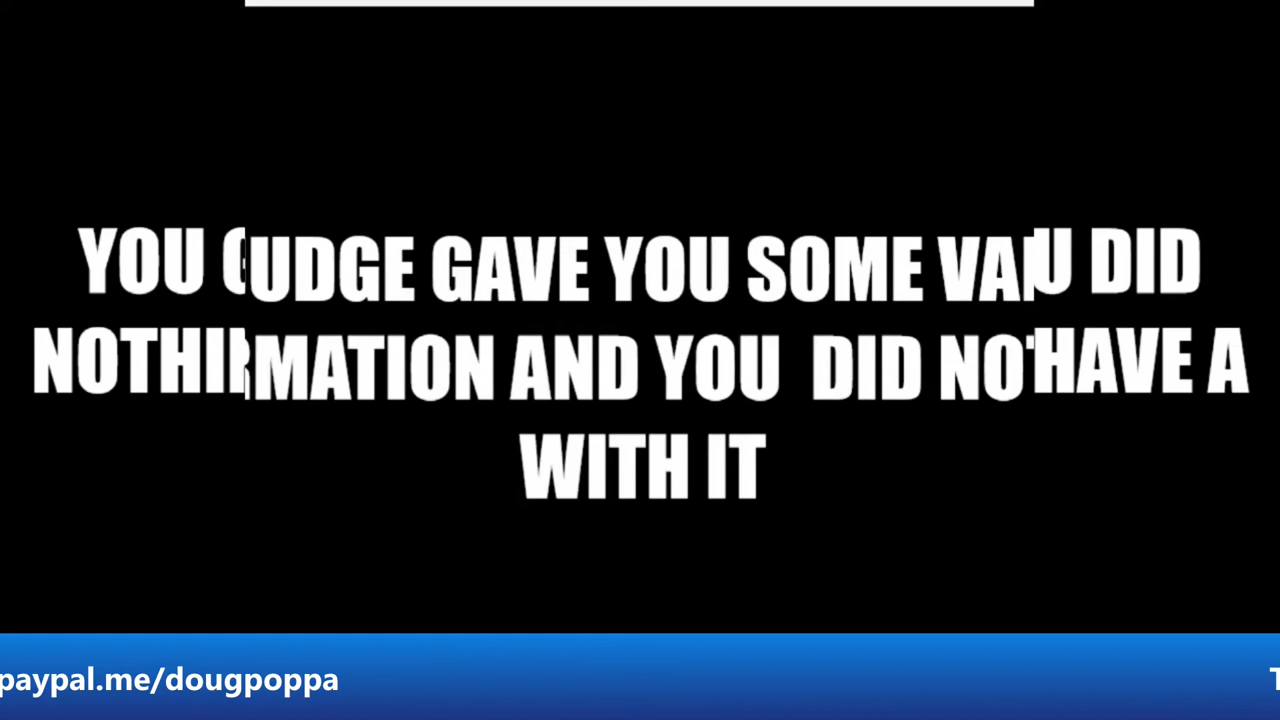 YOU UDGE GAVE YOU SOME VA U DID
NOTHI MATION AND YOU DID NO HAVE A
WITH IT
paypal.me/dougpoppa
T